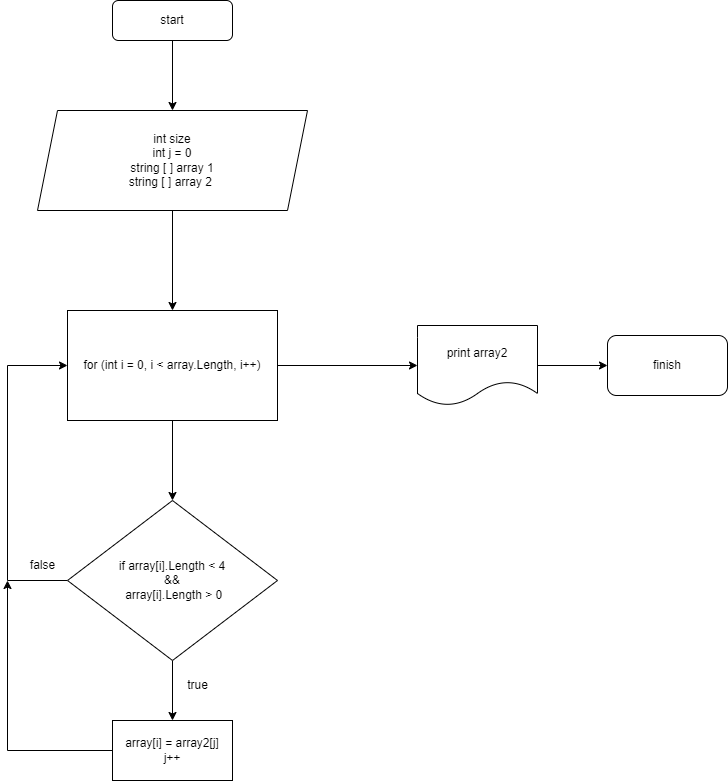 start
int size
int j = 0
string [ ] array 1
string [ ] array 2
for (int i = 0, i < array.Length, i++)
print array2
finish
false
if array[i].Length < 4
&&
array[i].Length > 0
true
array[i] = array2[j]
j++